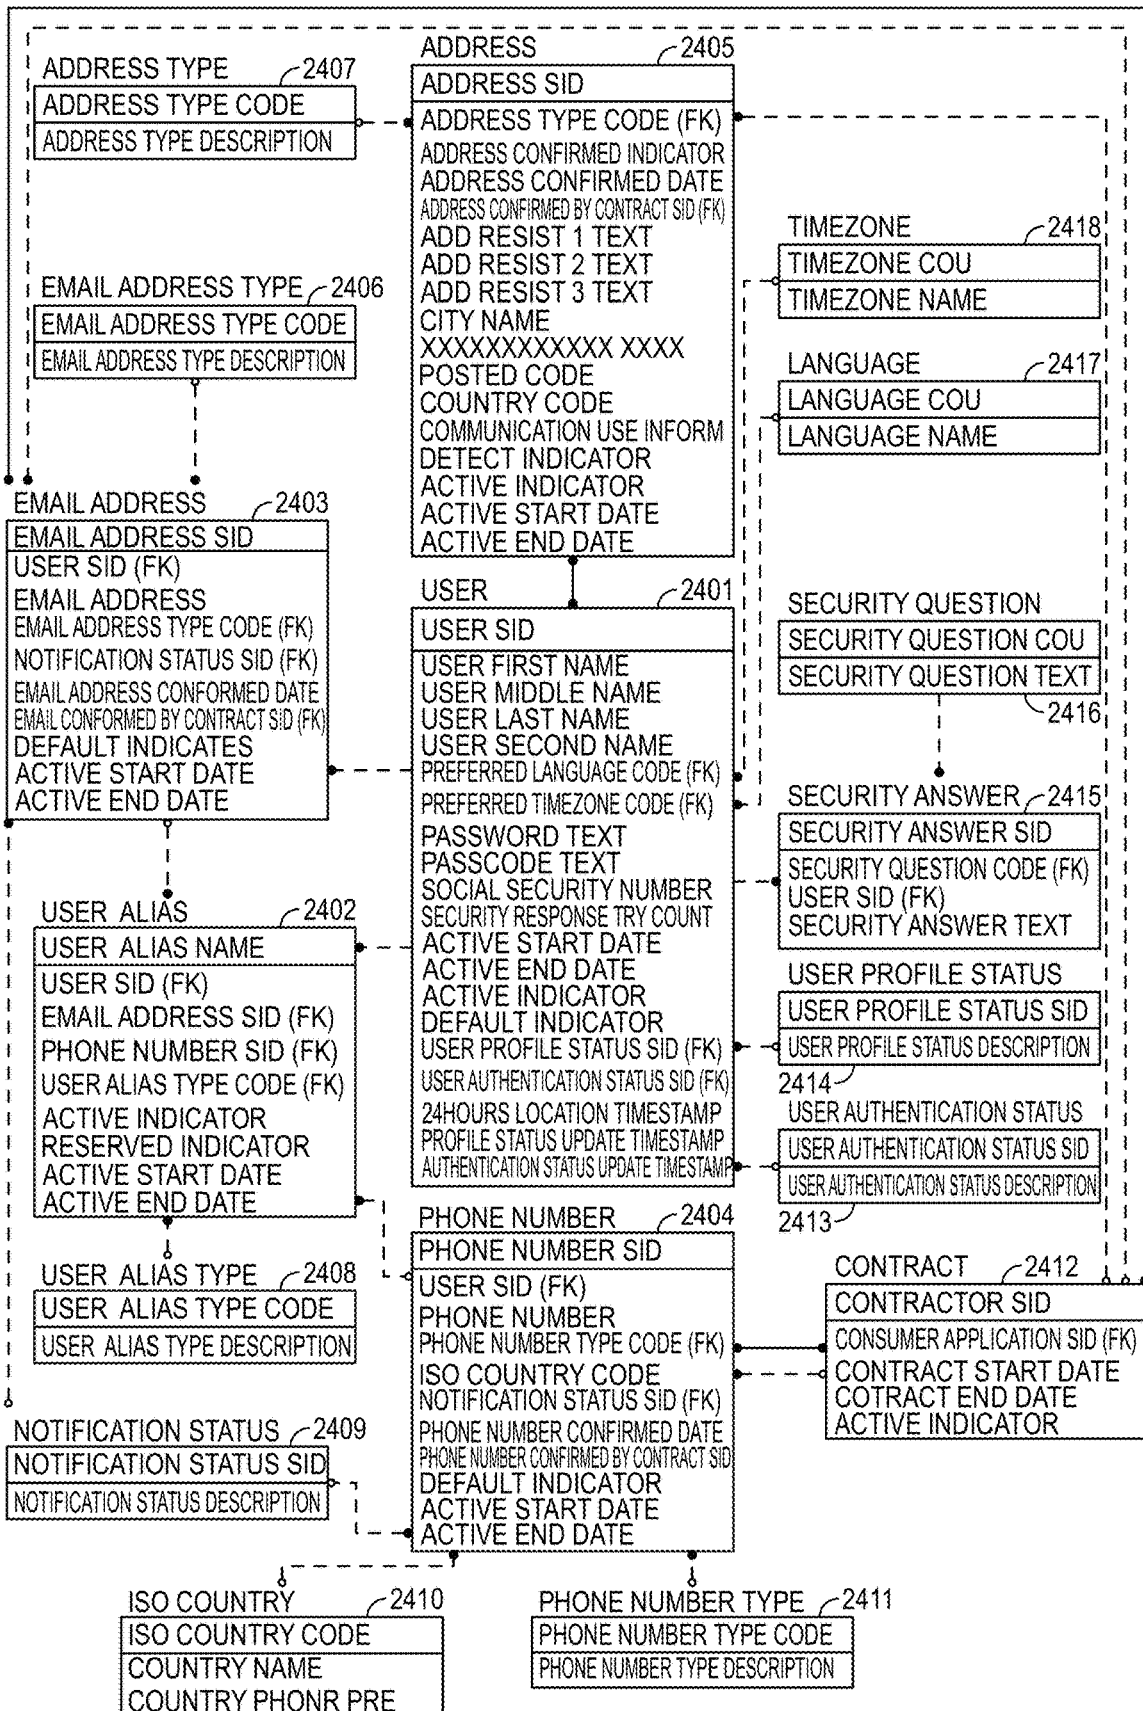 ADDRESS 2405
ADDRESS SID
ADDRESS TYPE CODE (FK)
ADDRESS CONFIRMED INDICATOR
ADDRESS CONFIRMED DATE
ADDRESS CONFIRMED BY CONTRACT SID (FK)
ADD RESIST 1 TEXT
ADD RESIST 2 TEXT
ADD RESIST 3 TEXT
CITY NAME
XXXXXXXXXXXX XXXX
POSTED CODE
COUNTRY CODE
COMMUNICATION USE INFORM
DETECT INDICATOR
ACTIVE INDICATOR
ACTIVE START DATE
ACTIVE END DATE
ADDRESS TYPE 2407
ADDRESS TYPE CODE
ADDRESS TYPE DESCRIPTION
EMAIL ADDRESS TYPE 2406
EMAIL ADDRESS TYPE CODE
EMAIL ADDRESS TYPE DESCRIPTION
TIMEZONE 2418
TIMEZONE COU
TIMEZONE NAME
LANGUAGE 2417
LANGUAGE COU
LANGUAGE NAME
EMAIL ADDRESS 2403
EMAIL ADDRESS SID
USER SID (FK)
EMAIL ADDRESS
EMAIL ADDRESS TYPE CODE (FK)
NOTIFICATION STATUS SID (FK)
EMAIL ADDRESS CONFORMED DATE
EMAIL CONFORMED BY CONTRACT SID (FK)
DEFAULT INDICATES
ACTIVE START DATE
ACTIVE END DATE
USER 2401
USER SID
USER FIRST NAME
USER MIDDLE NAME
USER LAST NAME
USER SECOND NAME
PREFERRED LANGUAGE CODE (FK)
PREFERRED TIMEZONE CODE (FK)
PASSWORD TEXT
PASSCODE TEXT
SOCIAL SECURITY NUMBER
SECURITY RESPONSE TRY COUNT
ACTIVE START DATE
ACTIVE END DATE
ACTIVE INDICATOR
DEFAULT INDICATOR
USER PROFILE STATUS SID (FK)
USER AUTHENTICATION STATUS SID (FK)
24HOURS LOCATION TIMESTAMP
PROFILE STATUS UPDATE TIMESTAMP
AUTHENTICATION STATUS UPDATE TIMESTAMP
SECURITY QUESTION
SECURITY QUESTION COU
SECURITY QUESTION TEXT
2416
SECURITY ANSWER 2415
SECURITY ANSWER SID
SECURITY QUESTION CODE (FK)
USER SID (FK)
SECURITY ANSWER TEXT
USER PROFILE STATUS
USER PROFILE STATUS SID
USER PROFILE STATUS DESCRIPTION
2414
USER AUTHENTICATION STATUS
USER AUTHENTICATION STATUS SID
USER AUTHENTICATION STATUS DESCRIPTION
2413
USER ALIAS 2402
USER ALIAS NAME
USER SID (FK)
EMAIL ADDRESS SID (FK)
PHONE NUMBER SID (FK)
USER ALIAS TYPE CODE (FK)
ACTIVE INDICATOR
RESERVED INDICATOR
ACTIVE START DATE
ACTIVE END DATE
USER ALIAS TYPE 2408
USER ALIAS TYPE CODE
USER ALIAS TYPE DESCRIPTION
PHONE NUMBER 2404
PHONE NUMBER SID
USER SID (FK)
PHONE NUMBER
PHONE NUMBER TYPE CODE (FK)
ISO COUNTRY CODE
NOTIFICATION STATUS SID (FK)
PHONE NUMBER CONFIRMED DATE
PHONE NUMBER CONFIRMED BY CONTRACT SID
DEFAULT INDICATOR
ACTIVE START DATE
ACTIVE END DATE
CONTRACT 2412
CONTRACTOR SID
CONSUMER APPLICATION SID (FK)
CONTRACT START DATE
COTRACT END DATE
ACTIVE INDICATOR
NOTIFICATION STATUS 2409
NOTIFICATION STATUS SID
NOTIFICATION STATUS DESCRIPTION
ISO COUNTRY 2410
ISO COUNTRY CODE
COUNTRY NAME
COUNTRY PHONR PRE
PHONE NUMBER TYPE 2411
PHONE NUMBER TYPE CODE
PHONE NUMBER TYPE DESCRIPTION